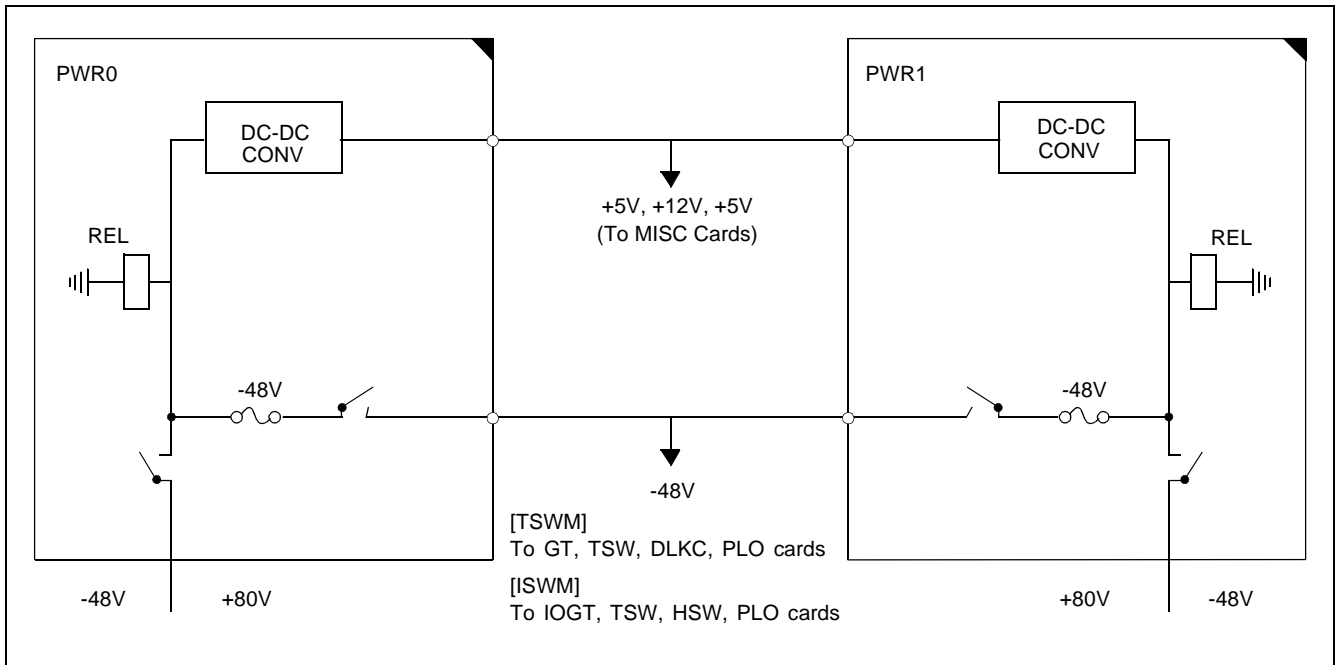 PWR0
PWR1
DC-DC
CONV
DC-DC
CONV
+5V, +12V, +5V
(To MISC Cards)
REL
REL
-48V
-48V
-48V
[TSWM]
To GT, TSW, DLKC, PLO cards
[ISWM]
To IOGT, TSW, HSW, PLO cards
-48V
+80V
+80V
-48V